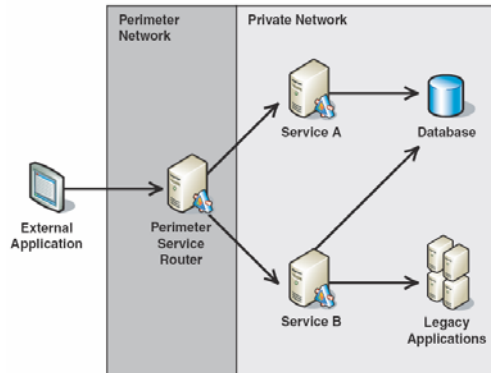 Perimeter
Network
Private Network
Service A
Database
External
Application
Perimeter
Service
Router
Service B
Legacy
Applications